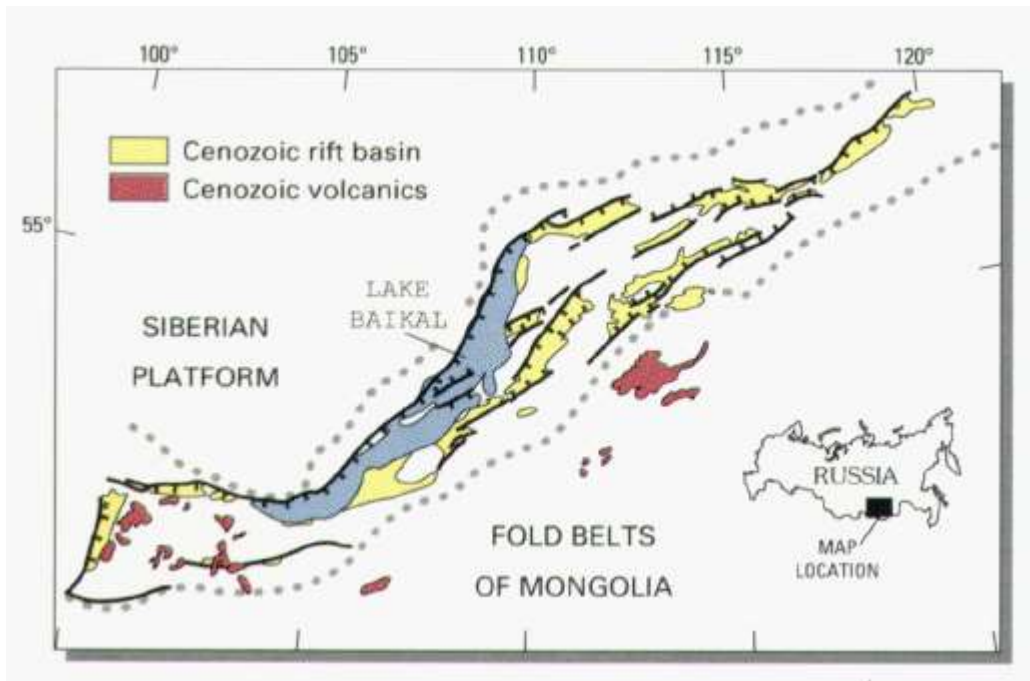 100° 105° 110° 115° 120°
Cenozoic rift basin
Cenozoic volcanics
55°
LAKE
BAIKAL
SIBERIAN
PLATFORM
RUSSIA
FOLD BELTS
OF MONGOLIA
MAP
LOCATION